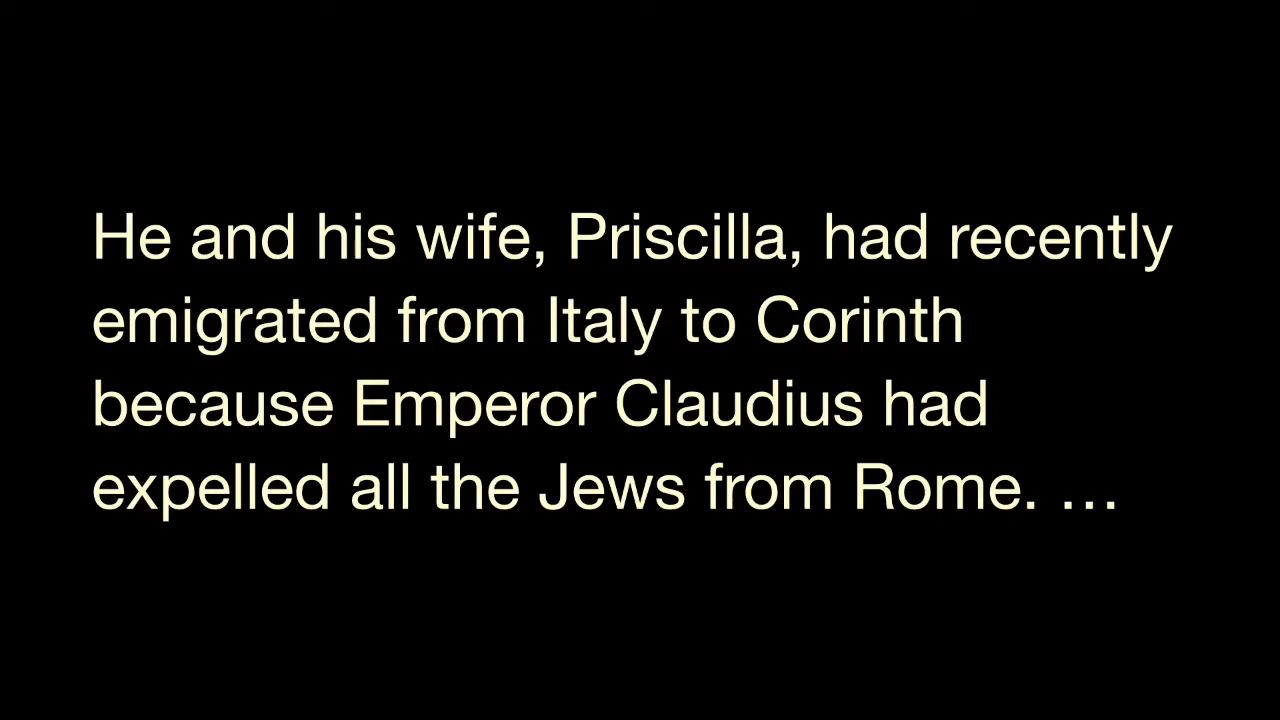 He and his wife, Priscilla, had recently
emigrated from Italy to Corinth
because Emperor Claudius had
expelled all the Jews from Rome. …